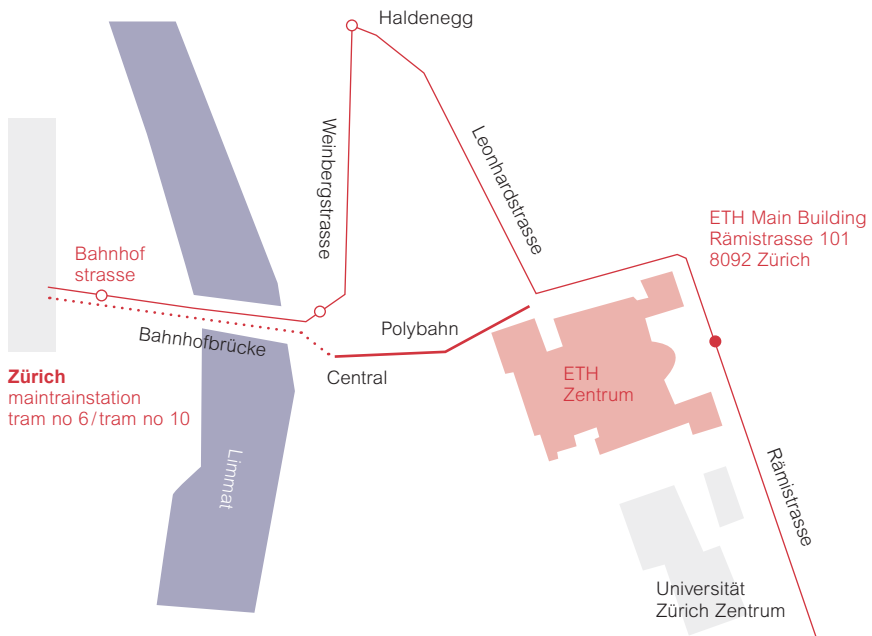 Haldenegg
Weinbergstrasse
Leonhardstrasse
ETH Main Building
Rämistrasse 101
8092 Zürich
Bahnhof
strasse
Bahnhofbrücke
Polybahn
Central
Zürich
maintrainstation
tram no 6/tram no 10
ETH
Zentrum
Limmat
Rämistrasse
Universität
Zürich Zentrum